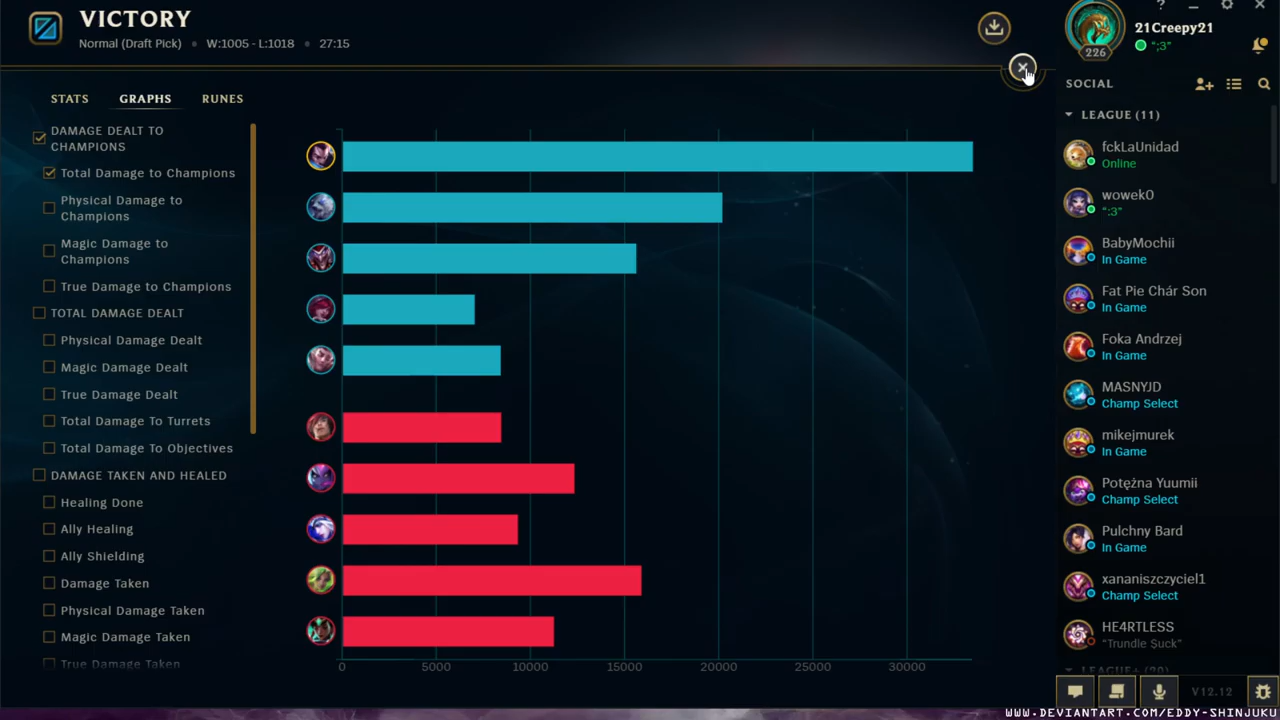 VICTORY
Normal (Draft Pick) • W:1005 - L:1018 • 27:15
STATS
GRAPHS
RUNES
DAMAGE DEALT TO
CHAMPIONS
Total Damage to Champions
Physical Damage to
Champions
Magic Damage to
Champions
True Damage to Champions
TOTAL DAMAGE DEALT
Physical Damage Dealt
Magic Damage Dealt
True Damage Dealt
Total Damage To Turrets
Total Damage To Objectives
DAMAGE TAKEN AND HEALED
Healing Done
Ally Healing
Ally Shielding
Damage Taken
Physical Damage Taken
Magic Damage Taken
True Damage Taken
0 5000 10000 15000 20000 25000 30000
?
21Creepy21
";3"
226
SOCIAL
LEAGUE (11)
fckLaUnidad
Online
wowek0
":3"
BabyMochii
In Game
Fat Pie Chár Son
In Game
Foka Andrzej
In Game
MASNYJD
Champ Select
mikejmurek
In Game
Potężna Yuumii
Champ Select
Pulchny Bard
In Game
xananiszczyciel1
Champ Select
HE4RTLESS
"Trundle Şuck"
LEAGUE+ (20)
V12.12
WWW.DEVIANTART.COM/EDDY-SHINJUKU